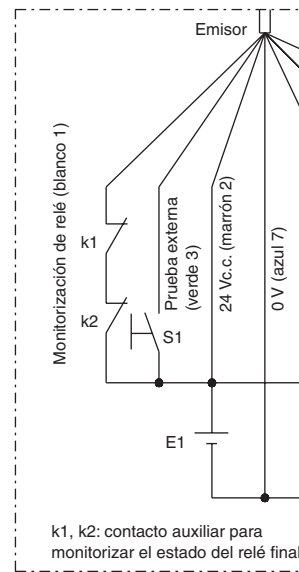 Emisor
Monitorización de relé (blanco 1)
k1
k2
Prueba externa
(verde 3)
S1
24 Vc.c. (marrón 2)
0 V (azul 7)
E1
k1, k2: contacto auxiliar para
monitorizar el estado del relé final